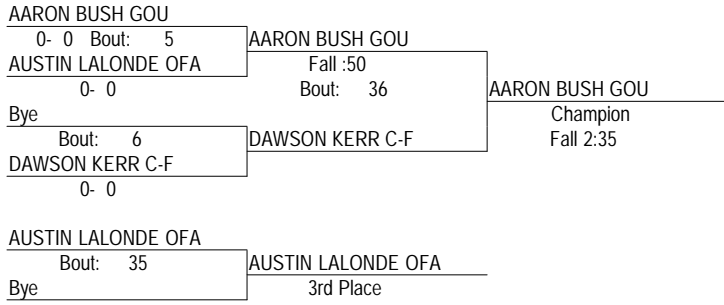 AARON BUSH GOU
0- 0 Bout: 5
AARON BUSH GOU
AUSTIN LALONDE OFA
Fall :50
0- 0
Bout: 36
AARON BUSH GOU
Bye
Champion
Bout: 6
DAWSON KERR C-F
Fall 2:35
DAWSON KERR C-F
0- 0
AUSTIN LALONDE OFA
Bout: 35
AUSTIN LALONDE OFA
Bye
3rd Place